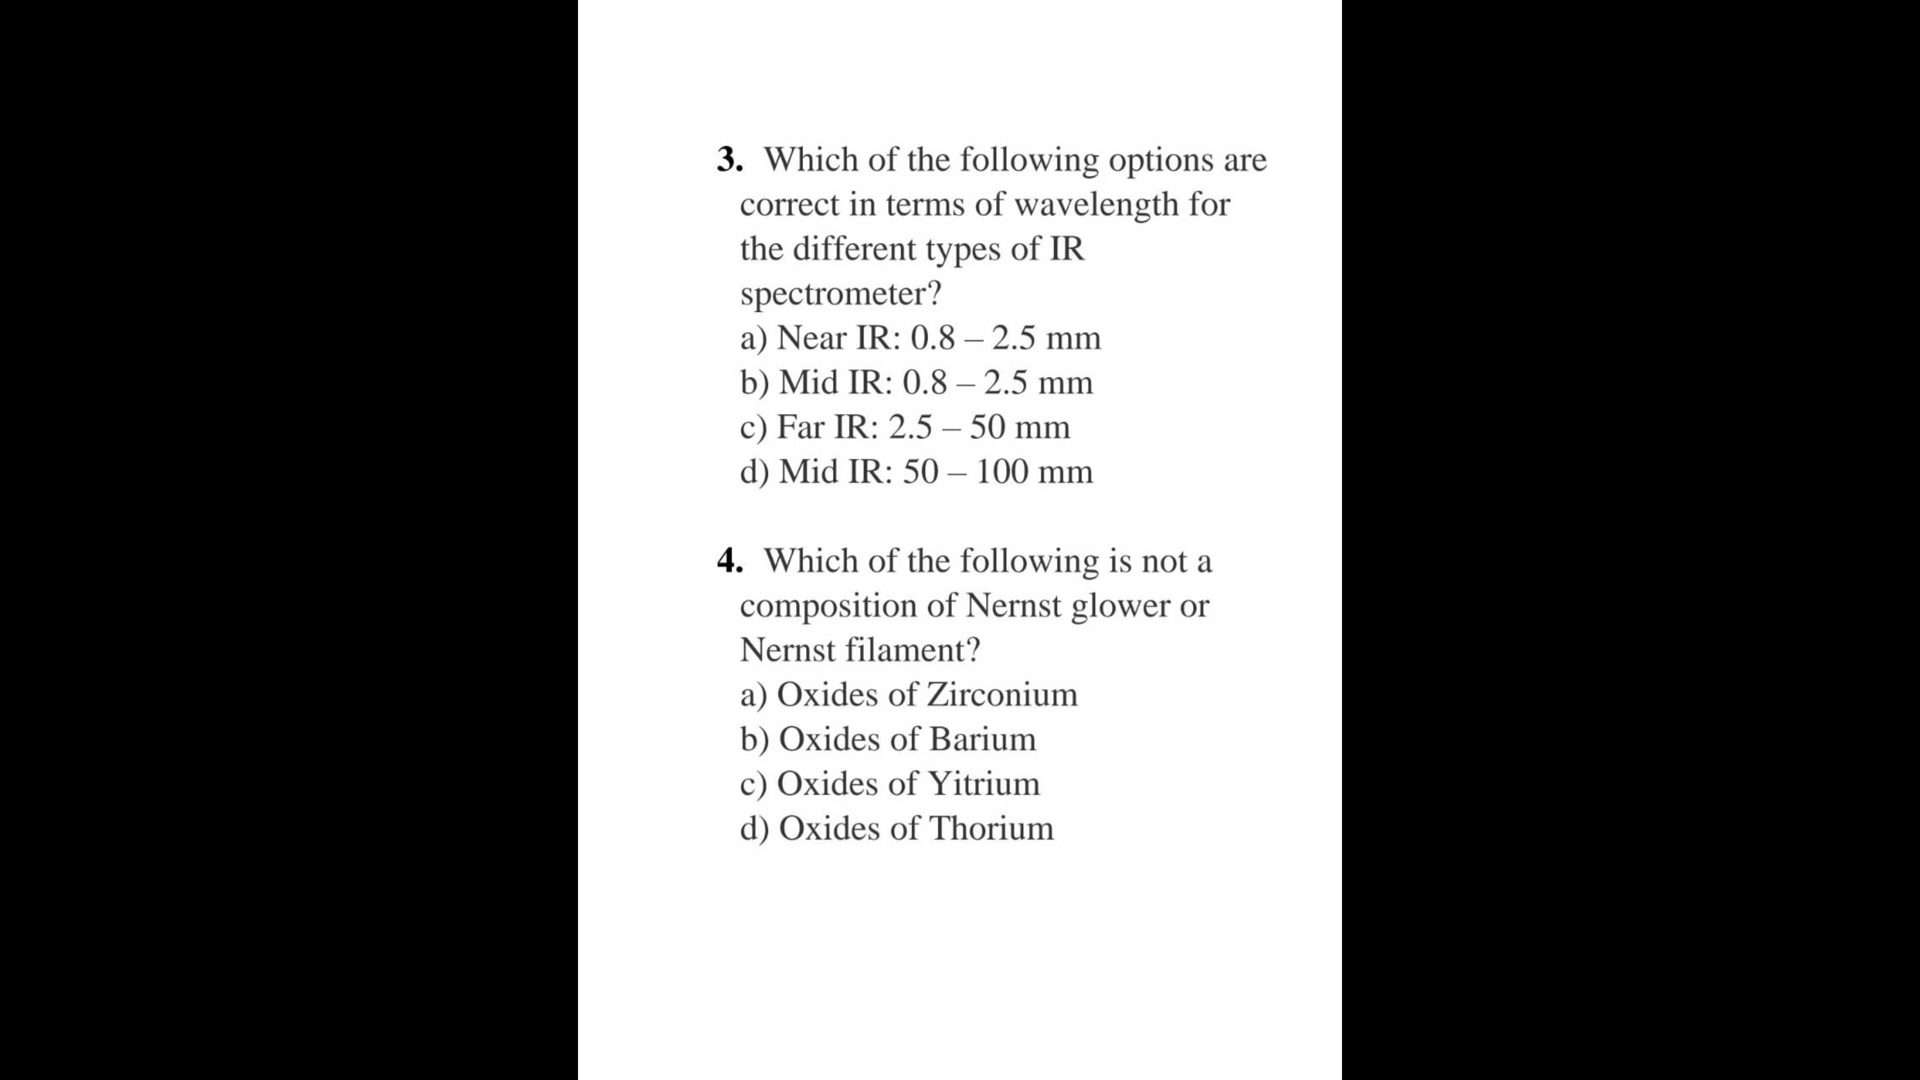 3. Which of the following options are
correct in terms of wavelength for
the different types of IR
spectrometer?
a) Near IR: 0.8 – 2.5 mm
b) Mid IR: 0.8 – 2.5 mm
c) Far IR: 2.5 – 50 mm
d) Mid IR: 50 – 100 mm
4. Which of the following is not a
composition of Nernst glower or
Nernst filament?
a) Oxides of Zirconium
b) Oxides of Barium
c) Oxides of Yitrium
d) Oxides of Thorium